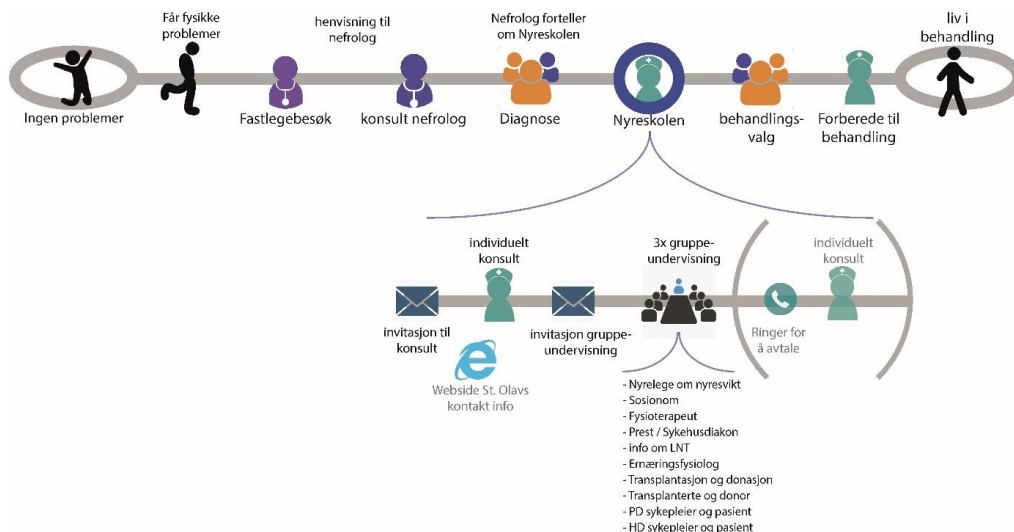 Får fysikke
problemer
henvisning til
nefrolog
Nefrolog forteller
om Nyreskolen
liv i
behandling
Ingen problemer
Fastlegebesøk
konsult nefrolog
Diagnose
Nyreskolen
behandlings-
valg
Forberede til
behandling
individuelt
konsult
3x gruppe-
undervisning
individuelt
konsult
invitasjon til
konsult
invitasjon gruppe-
undervisning
Ringer for
å avtale
Webside St. Olavs
kontakt info
- Nyrelege om nyresvikt
- Sosionom
- Fysioterapeut
- Prest / Sykehusdiakon
- info om LNT
- Ernæringsfysiolog
- Transplantasjon og donasjon
- Transplanterte og donor
- PD sykepleier og pasient
- HD sykepleier og pasient